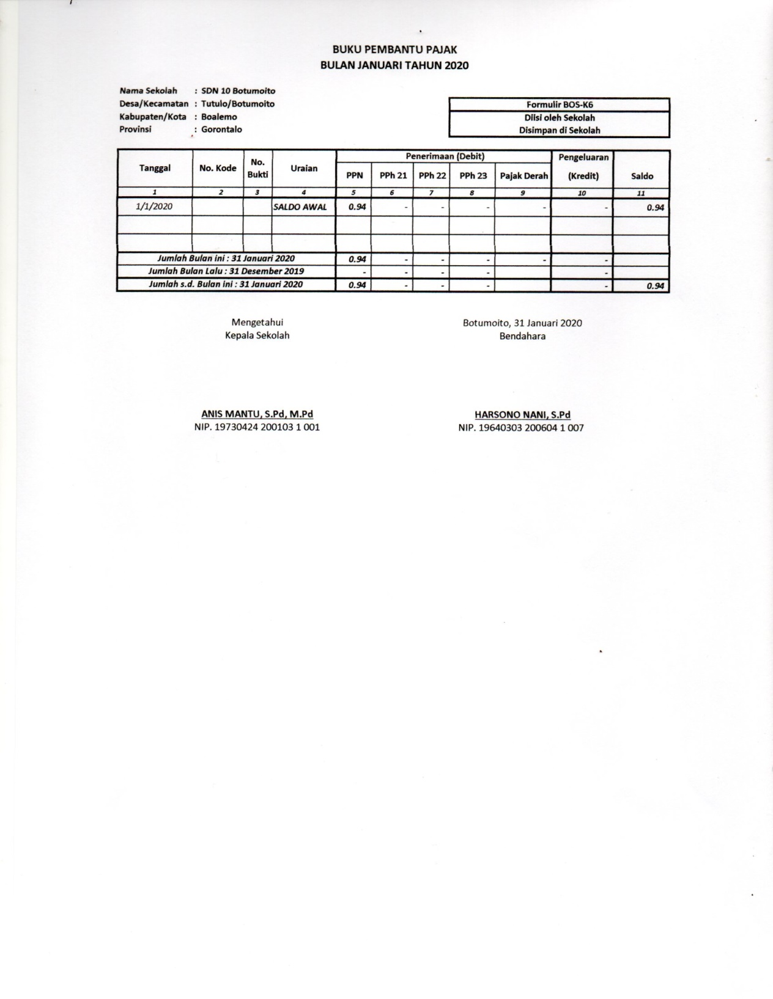 BUKU PEMBANTU PAJAK
BULAN JANUARI TAHUN 2020
Nama Sekolah : SDN 10 Botumoito
Desa/Kecamatan : Tutulo/Botumoito
Kabupaten/Kota : Boalemo
Provinsi : Gorontalo
Formulir BOS-K6
Diisi oleh Sekolah
Disimpan di Sekolah
Tanggal No. Kode No. Bukti Uraian Penerimaan (Debit) Pengeluaran (Kredit) Saldo
PPN PPh 21 PPh 22 PPh 23 Pajak Derah
1 2 3 4 5 6 7 8 9 10 11
1/1/2020 SALDO AWAL 0.94 - - - - - 0.94
Jumlah Bulan ini : 31 Januari 2020 0.94 - - - - -
Jumlah Bulan Lalu : 31 Desember 2019 - - - - -
Jumlah s.d. Bulan ini : 31 Januari 2020 0.94 - - - - 0.94
Mengetahui
Kepala Sekolah
Botumoito, 31 Januari 2020
Bendahara
ANIS MANTU, S.Pd, M.Pd
NIP. 19730424 200103 1 001
HARSONO NANI, S.Pd
NIP. 19640303 200604 1 007